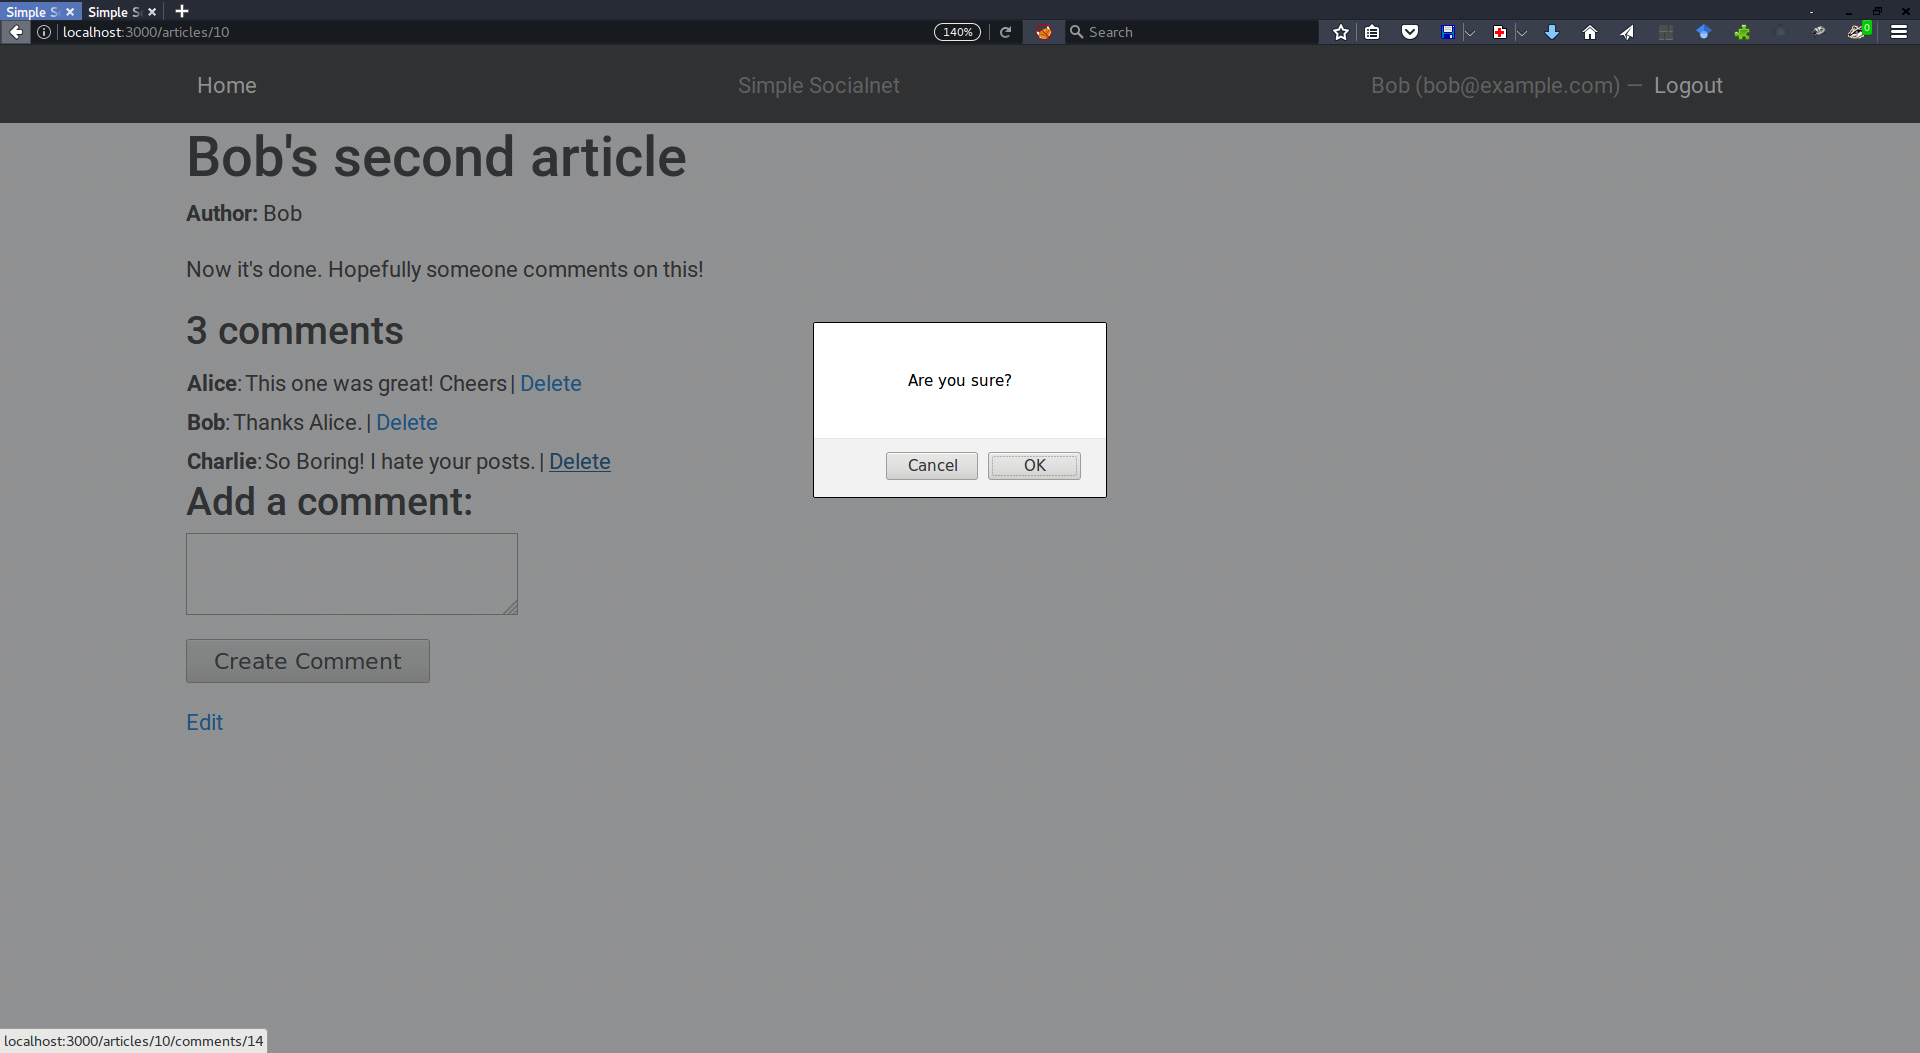 Simple S
Simple S
localhost:3000/articles/10
140%
Search
0
Home
Simple Socialnet
Bob (bob@example.com) — Logout
Bob's second article
Author: Bob
Now it's done. Hopefully someone comments on this!
3 comments
Alice: This one was great! Cheers | Delete
Bob: Thanks Alice. | Delete
Charlie: So Boring! I hate your posts. | Delete
Add a comment:
Create Comment
Edit
Are you sure?
Cancel
OK
localhost:3000/articles/10/comments/14